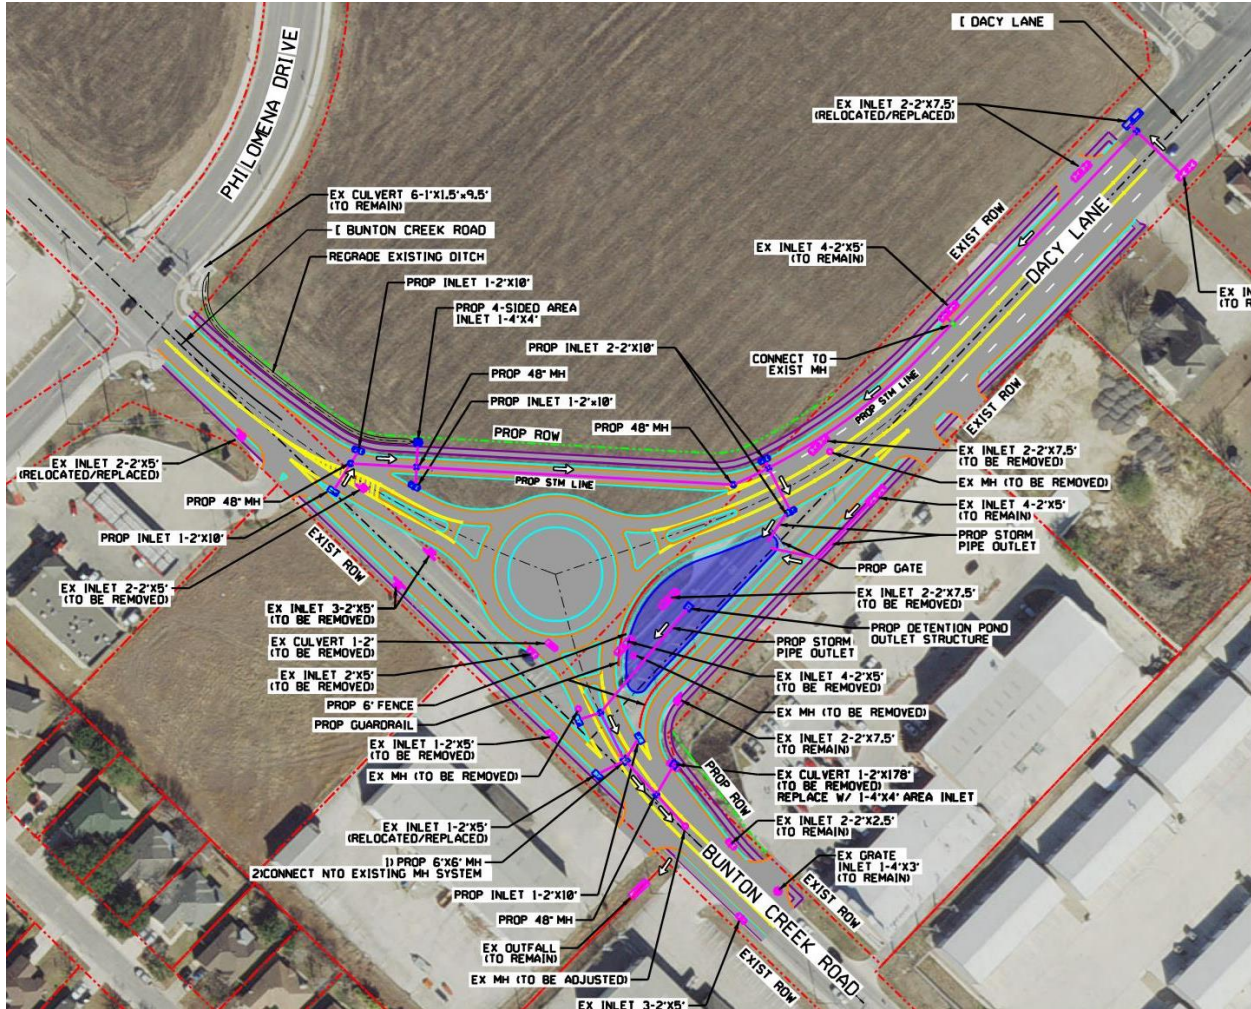 [ DACY LANE
PHILOMENA DRIVE
EX INLET 2-2'X7.5'
(RELOCATED/REPLACED)
EX CULVERT 6-1'X1.5'x9.5'
(TO REMAIN)
[ BUNTON CREEK ROAD
REGRADE EXISTING DITCH
PROP INLET 1-2'X10'
PROP 4-SIDED AREA
INLET 1-4'X4'
EXIST ROW
DACY LANE
EX INLET 4-2'X5'
(TO REMAIN)
EX IN
(TO R
PROP INLET 2-2'X10'
CONNECT TO
EXIST MH
PROP 48" MH
PROP INLET 1-2'x10'
PROP STM LINE
EXIST ROW
PROP ROW
PROP 48" MH
EX INLET 2-2'X5'
(RELOCATED/REPLACED)
EX INLET 2-2'X7.5'
(TO BE REMOVED)
PROP STM LINE
EX MH (TO BE REMOVED)
PROP 48" MH
EX INLET 4-2'X5'
(TO REMAIN)
PROP INLET 1-2'X10'
PROP STORM
PIPE OUTLET
EXIST ROW
PROP GATE
EX INLET 2-2'X5'
(TO BE REMOVED)
EX INLET 2-2'X7.5'
(TO BE REMOVED)
EX INLET 3-2'X5'
(TO BE REMOVED)
PROP DETENTION POND
OUTLET STRUCTURE
EX CULVERT 1-2'
(TO BE REMOVED)
PROP STORM
PIPE OUTLET
EX INLET 2'X5'
(TO BE REMOVED)
EX INLET 4-2'X5'
(TO BE REMOVED)
PROP 6' FENCE
EX MH (TO BE REMOVED)
PROP GUARDRAIL
EX INLET 2-2'X7.5'
(TO REMAIN)
EX INLET 1-2'X5'
(TO BE REMOVED)
EX MH (TO BE REMOVED)
PROP ROW
EX CULVERT 1-2'X178'
(TO BE REMOVED)
REPLACE W/ 1-4'X4' AREA INLET
EX INLET 1-2'X5'
(RELOCATED/REPLACED)
EX INLET 2-2'X2.5'
(TO REMAIN)
1) PROP 6'X6' MH
2)CONNECT NTO EXISTING MH SYSTEM
EX GRATE
INLET 1-4'X3'
(TO REMAIN)
PROP INLET 1-2'X10'
BUNTON CREEK ROAD
EXIST ROW
PROP 48" MH
EX OUTFALL
(TO REMAIN)
EX MH (TO BE ADJUSTED)
EXIST ROW
EX INLET 3-2'X5'